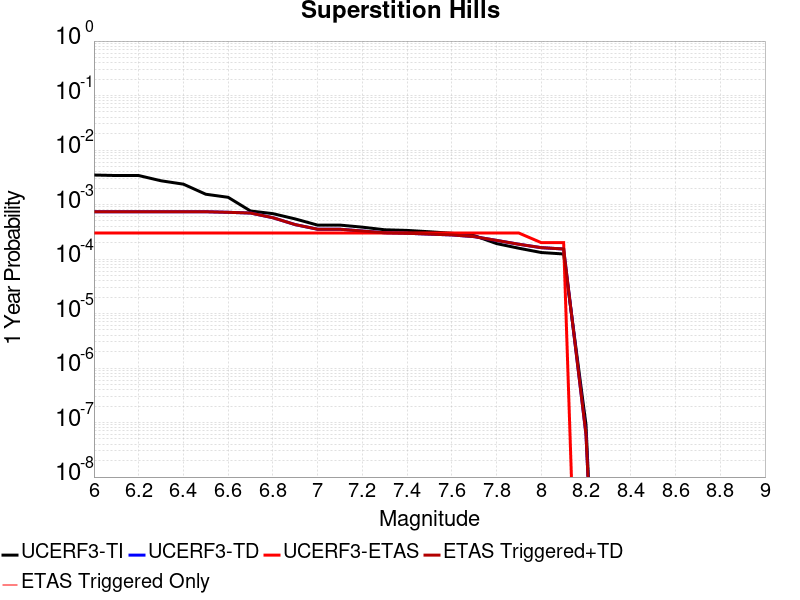 Superstition Hills
10^0
10^-1
10^-2
10^-3
10^-4
10^-5
10^-6
10^-7
10^-8
1 Year Probability
6 6.2 6.4 6.6 6.8 7 7.2 7.4 7.6 7.8 8 8.2 8.4 8.6 8.8 9
Magnitude
UCERF3-TI UCERF3-TD UCERF3-ETAS ETAS Triggered+TD
ETAS Triggered Only